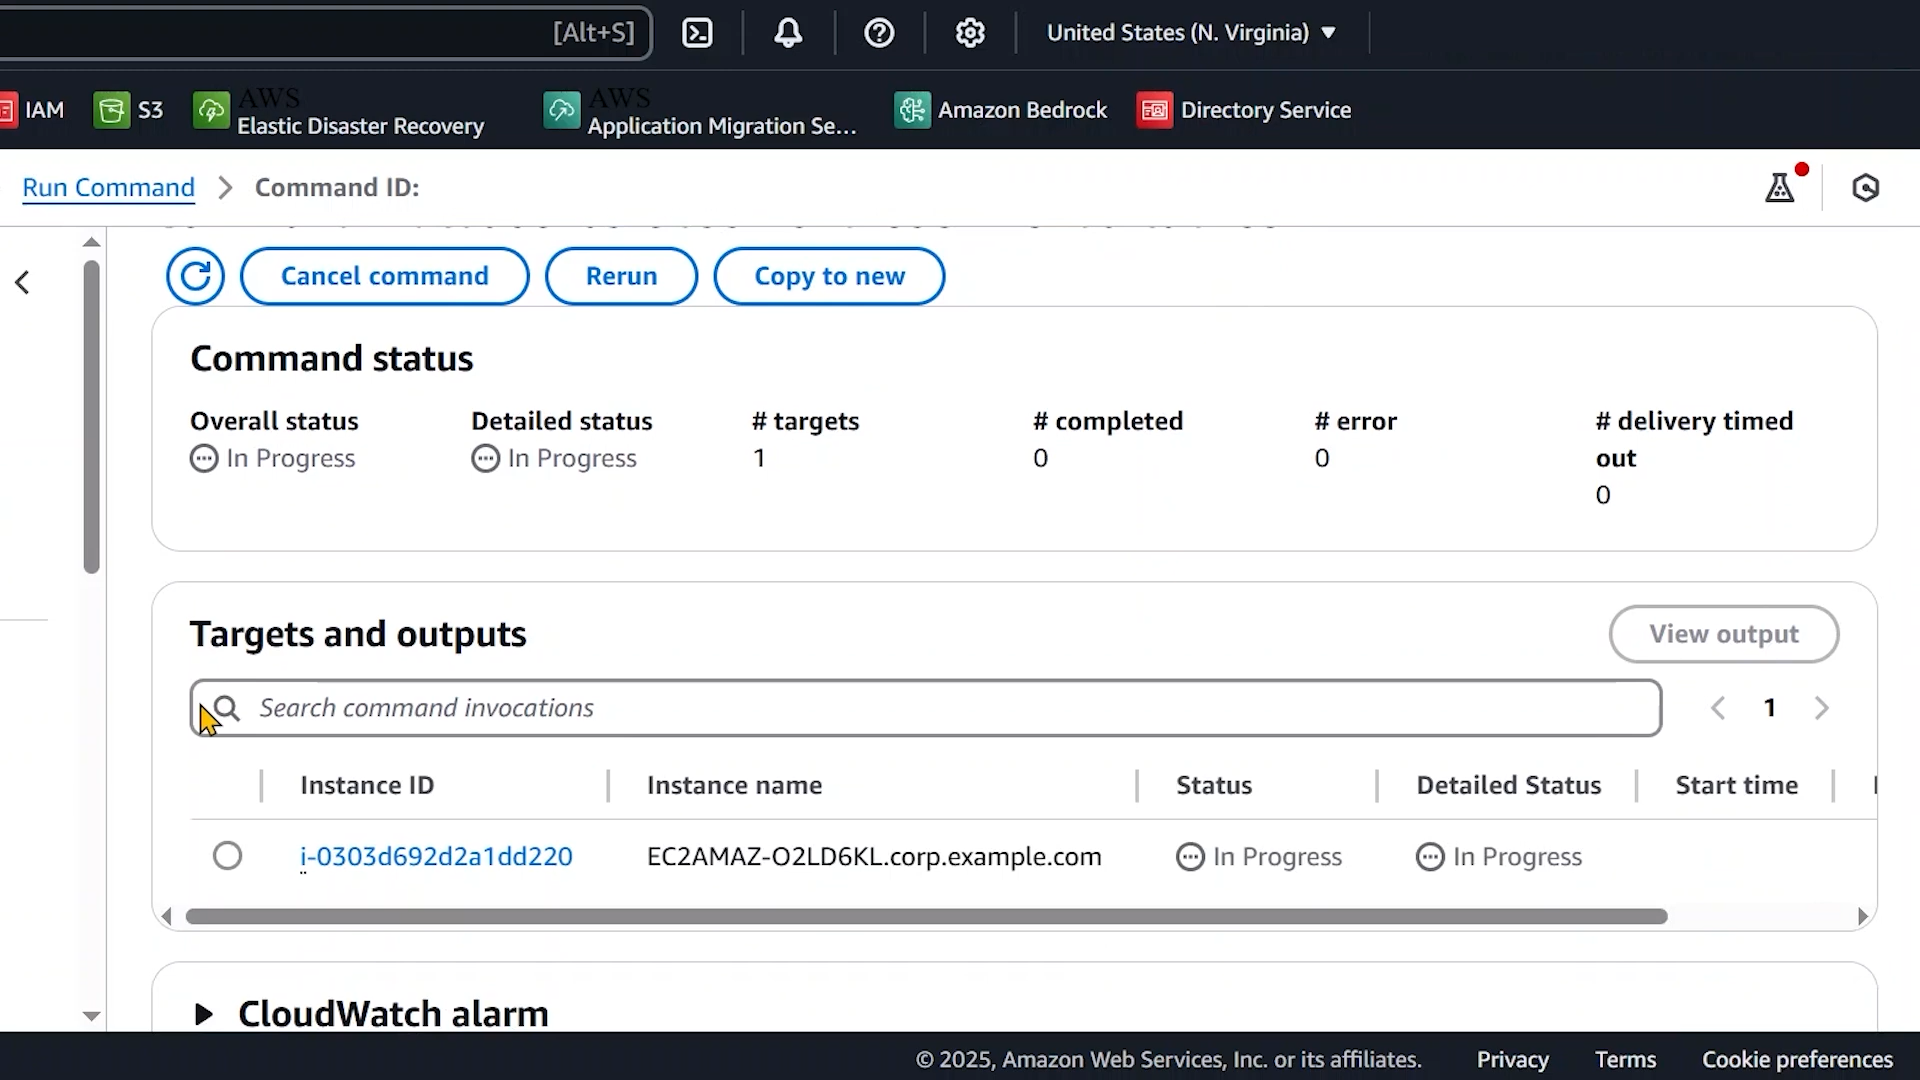 [Alt+S]
United States (N. Virginia)
IAM
S3
AWS
Elastic Disaster Recovery
AWS
Application Migration Se...
Amazon Bedrock
Directory Service
Run Command
Command ID:
Cancel command
Rerun
Copy to new
Command status
Overall status
In Progress
Detailed status
In Progress
# targets
1
# completed
0
# error
0
# delivery timed
out
0
Targets and outputs
View output
Search command invocations
1
Instance ID
Instance name
Status
Detailed Status
Start time
i-0303d692d2a1dd220
EC2AMAZ-O2LD6KL.corp.example.com
In Progress
In Progress
CloudWatch alarm
© 2025, Amazon Web Services, Inc. or its affiliates.
Privacy
Terms
Cookie preferences